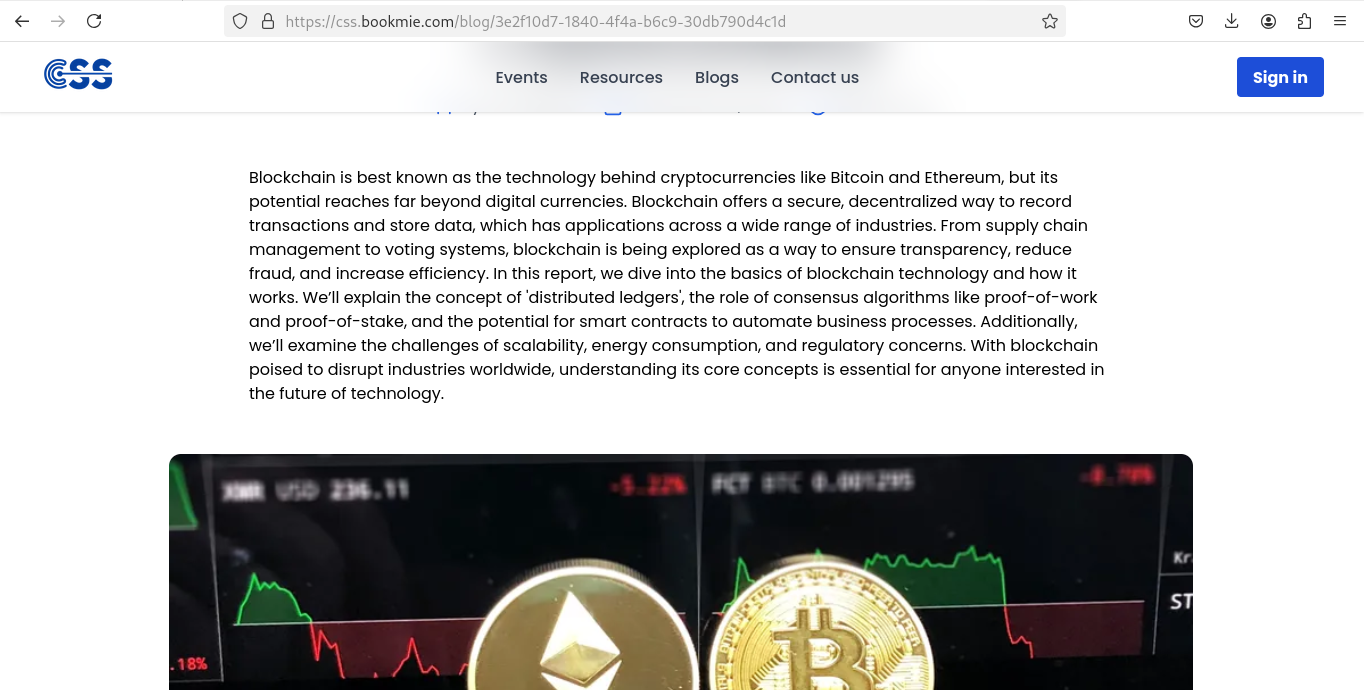 https://css.bookmie.com/blog/3e2f10d7-1840-4f4a-b6c9-30db790d4c1d
CSS
Events
Resources
Blogs
Contact us
Sign in
Blockchain is best known as the technology behind cryptocurrencies like Bitcoin and Ethereum, but its
potential reaches far beyond digital currencies. Blockchain offers a secure, decentralized way to record
transactions and store data, which has applications across a wide range of industries. From supply chain
management to voting systems, blockchain is being explored as a way to ensure transparency, reduce
fraud, and increase efficiency. In this report, we dive into the basics of blockchain technology and how it
works. We’ll explain the concept of 'distributed ledgers', the role of consensus algorithms like proof-of-work
and proof-of-stake, and the potential for smart contracts to automate business processes. Additionally,
we’ll examine the challenges of scalability, energy consumption, and regulatory concerns. With blockchain
poised to disrupt industries worldwide, understanding its core concepts is essential for anyone interested in
the future of technology.
XMR USD 236.11
-5.22%
FCT BTC 0.001295
.18%